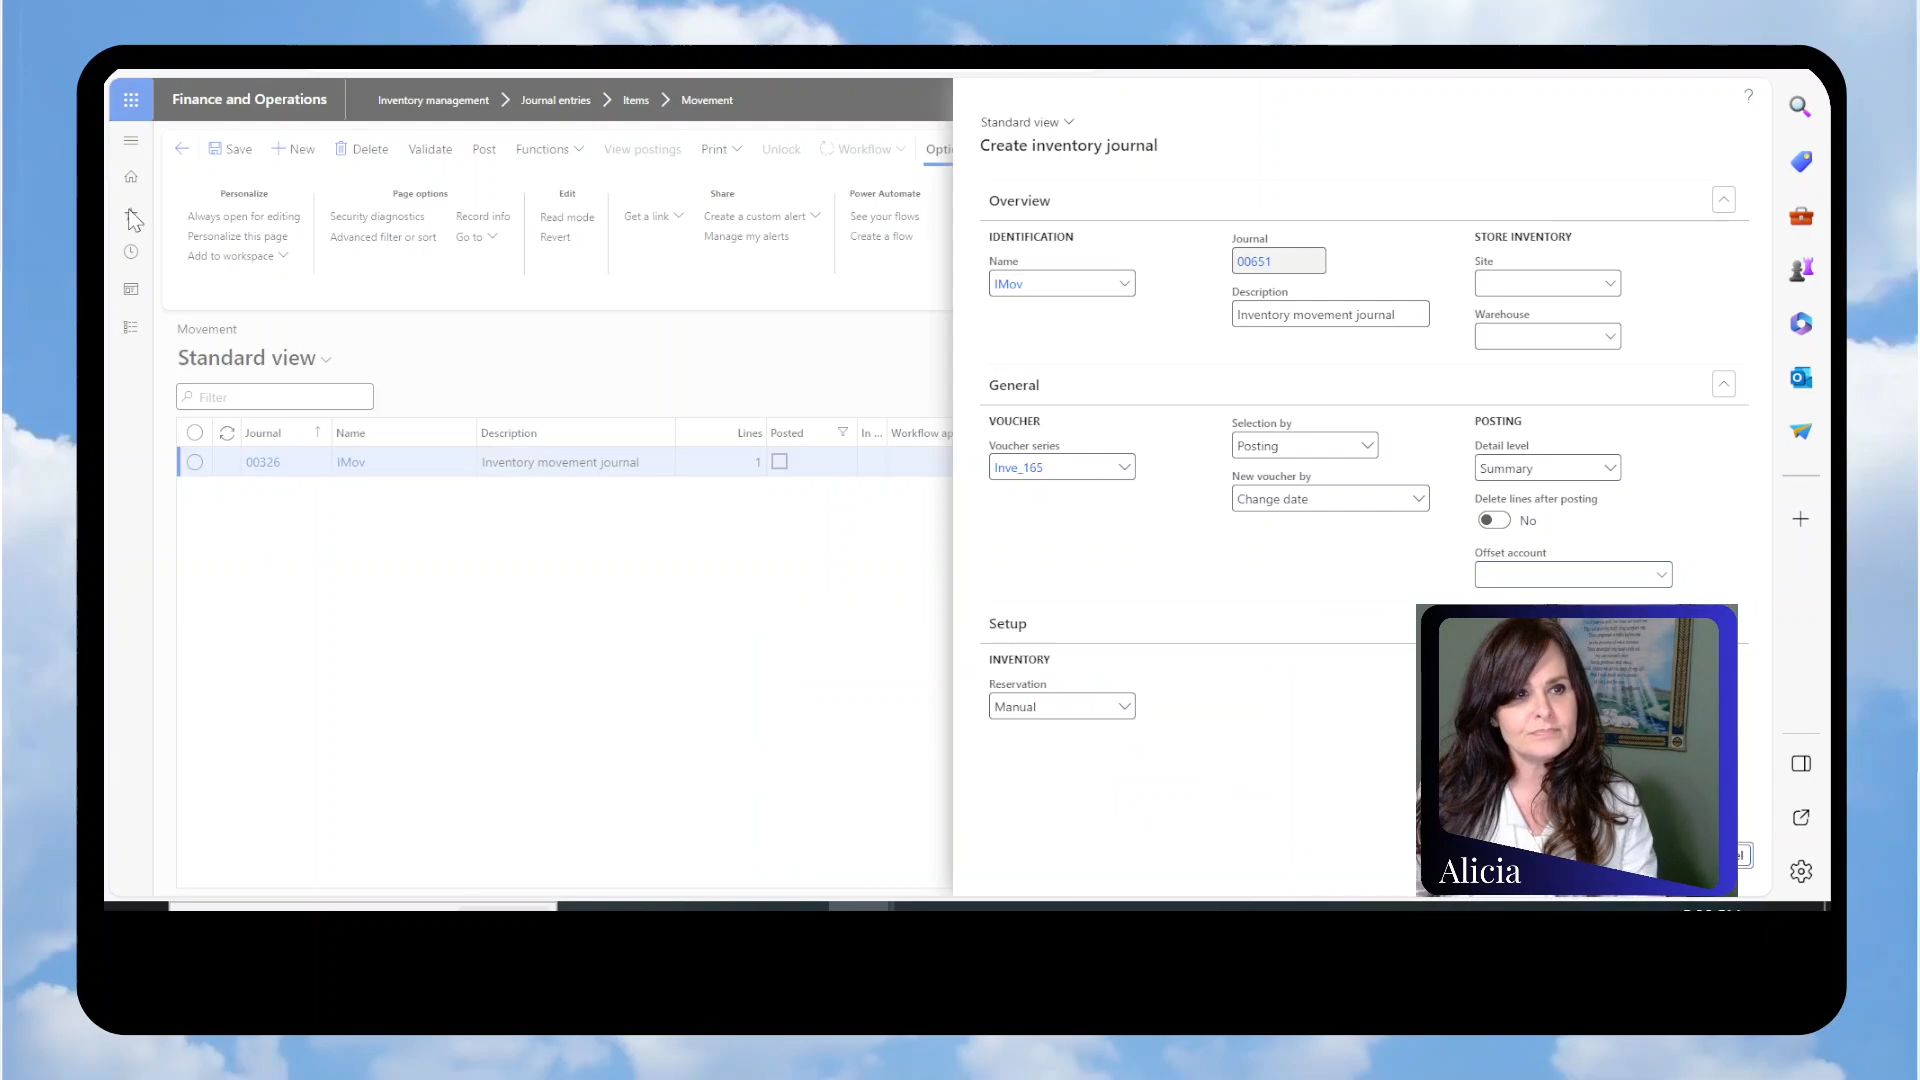 Finance and Operations
Inventory management
Journal entries
Items
Movement
Save
New
Delete
Validate
Post
Functions
View postings
Print
Unlock
Workflow
Opti
Personalize
Always open for editing
Personalize this page
Add to workspace
Page options
Security diagnostics
Advanced filter or sort
Record info
Go to
Edit
Read mode
Revert
Share
Get a link
Create a custom alert
Manage my alerts
Power Automate
See your flows
Create a flow
Movement
Standard view
Filter
Journal
Name
Description
Lines
Posted
In ...
Workflow ap
00326
IMov
Inventory movement journal
1
?
Standard view
Create inventory journal
Overview
IDENTIFICATION
Name
IMov
Journal
00651
Description
Inventory movement journal
STORE INVENTORY
Site
Warehouse
General
VOUCHER
Voucher series
Inve_165
Selection by
Posting
New voucher by
Change date
POSTING
Detail level
Summary
Delete lines after posting
No
Offset account
Setup
INVENTORY
Reservation
Manual
Alicia